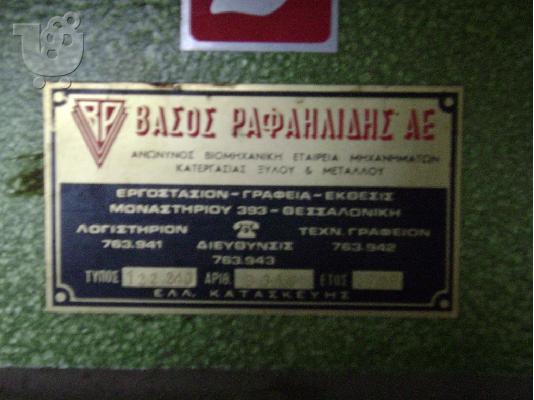 ΒΡ
ΒΑΣΟΣ ΡΑΦΑΗΛΙΔΗΣ ΑΕ
ΑΝΩΝΥΜΟΣ ΒΙΟΜΗΧΑΝΙΚΗ ΕΤΑΙΡΕΙΑ ΜΗΧΑΝΗΜΑΤΩΝ
ΚΑΤΕΡΓΑΣΙΑΣ ΞΥΛΟΥ & ΜΕΤΑΛΛΟΥ
ΕΡΓΟΣΤΑΣΙΟΝ-ΓΡΑΦΕΙΑ-ΕΚΘΕΣΙΣ
ΜΟΝΑΣΤΗΡΙΟΥ 393-ΘΕΣΣΑΛΟΝΙΚΗ
ΛΟΓΙΣΤΗΡΙΟΝ ☎ ΤΕΧΝ. ΓΡΑΦΕΙΟΝ
763.941 ΔΙΕΥΘΥΝΣΙΣ 763.942
763.943
ΤΥΠΟΣ ΑΡΙΘ. ΕΤΟΣ
ΕΛΛ. ΚΑΤΑΣΚΕΥΗΣ